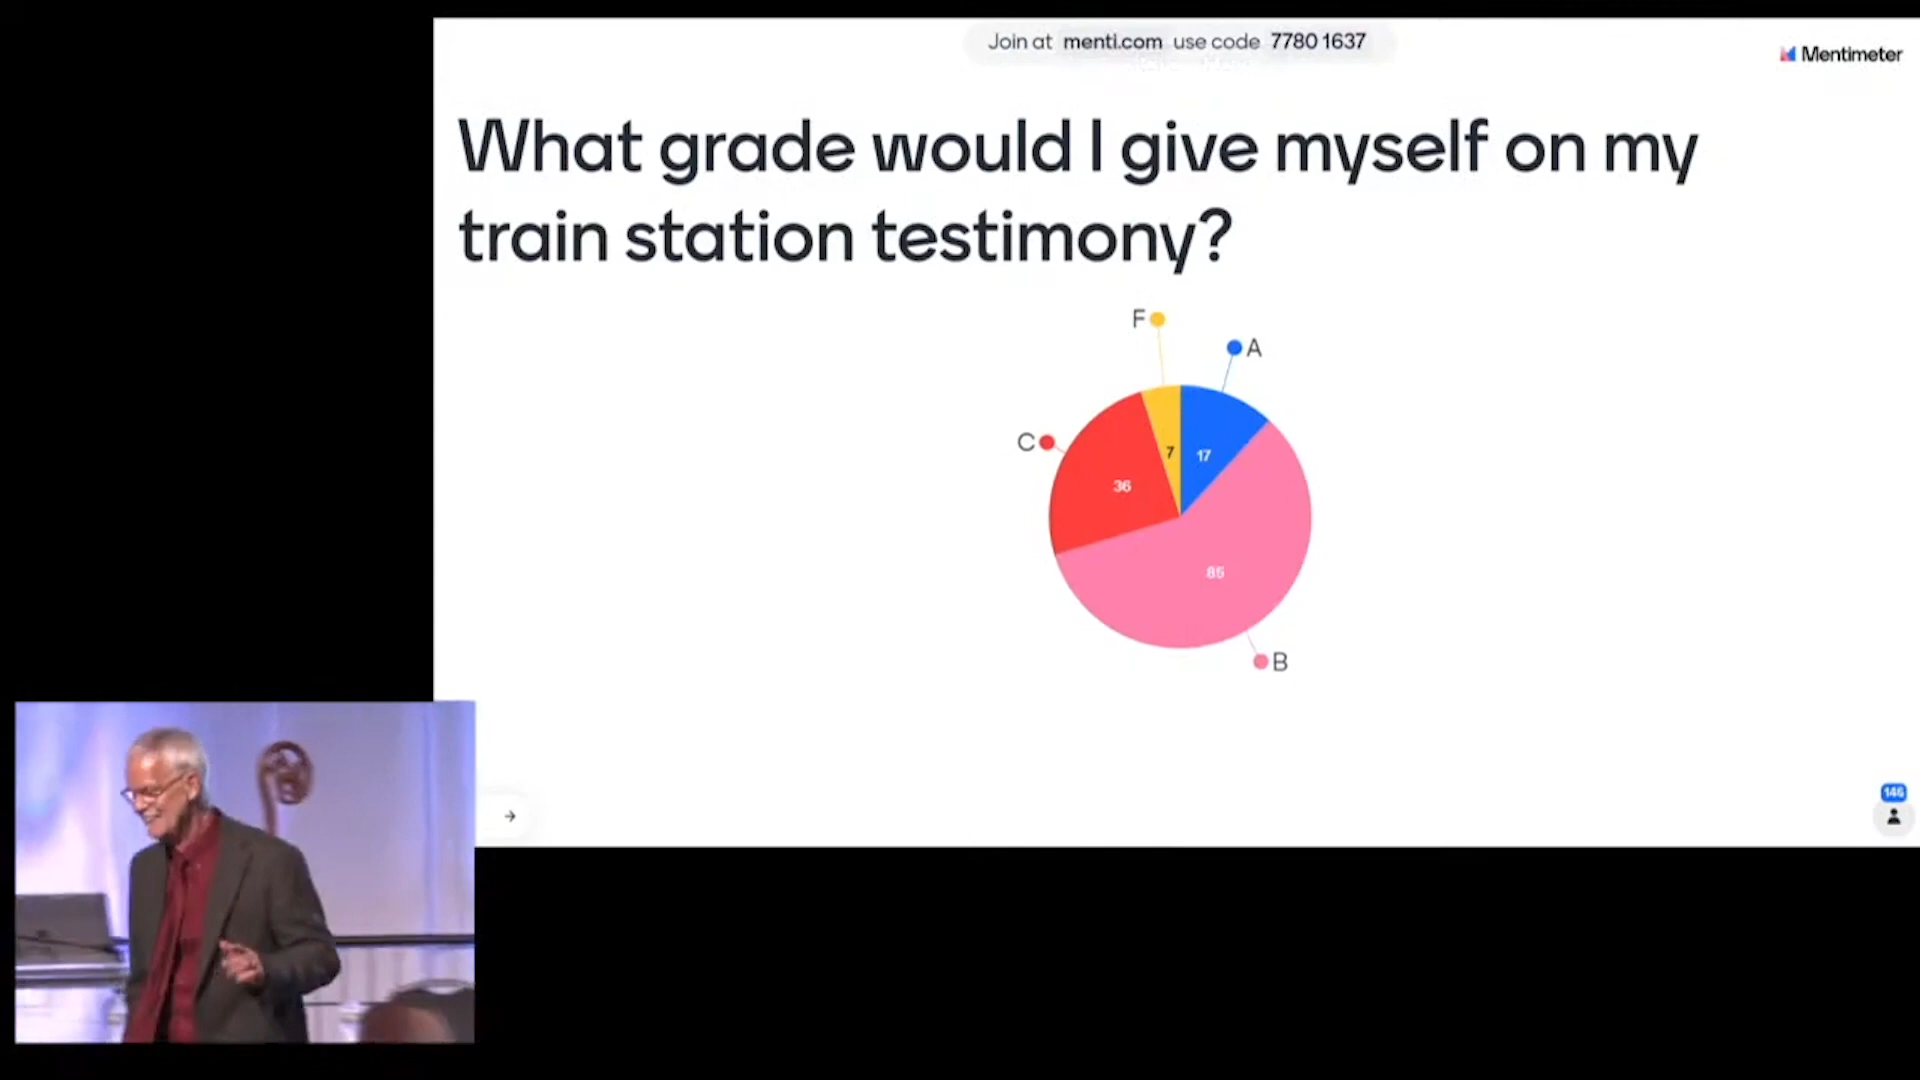 Join at menti.com use code 7780 1637
Mentimeter
What grade would I give myself on my
train station testimony?
F
A
C
7
17
36
85
B
146